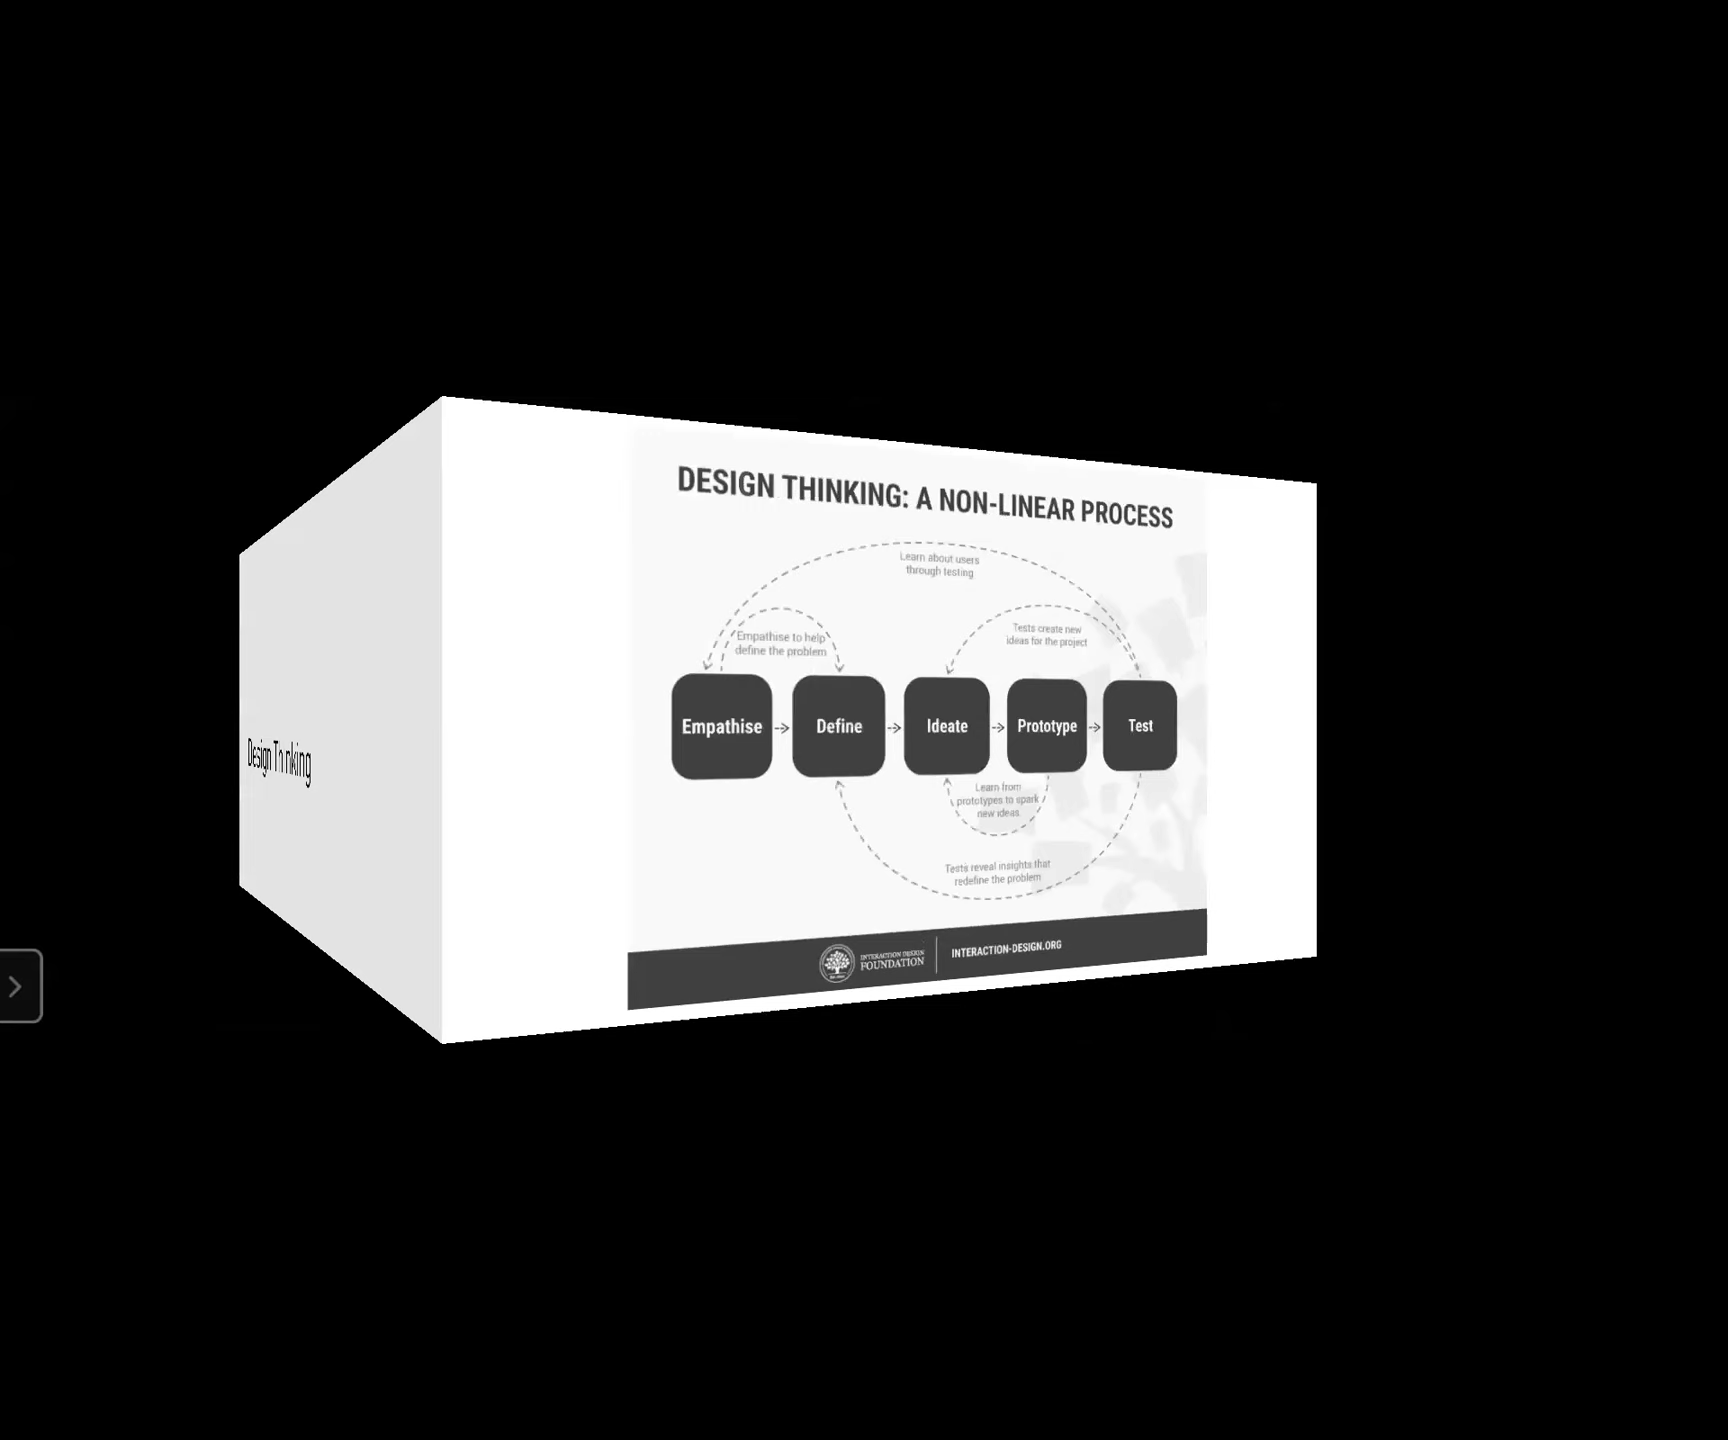 Design Thinking
DESIGN THINKING: A NON-LINEAR PROCESS
Learn about users
through testing
Empathise to help
define the problem
Tests create new
ideas for the project
Empathise
Define
Ideate
Prototype
Test
Learn from
prototypes to spark
new ideas
Tests reveal insights that
redefine the problem
INTERACTION DESIGN
FOUNDATION
INTERACTION-DESIGN.ORG